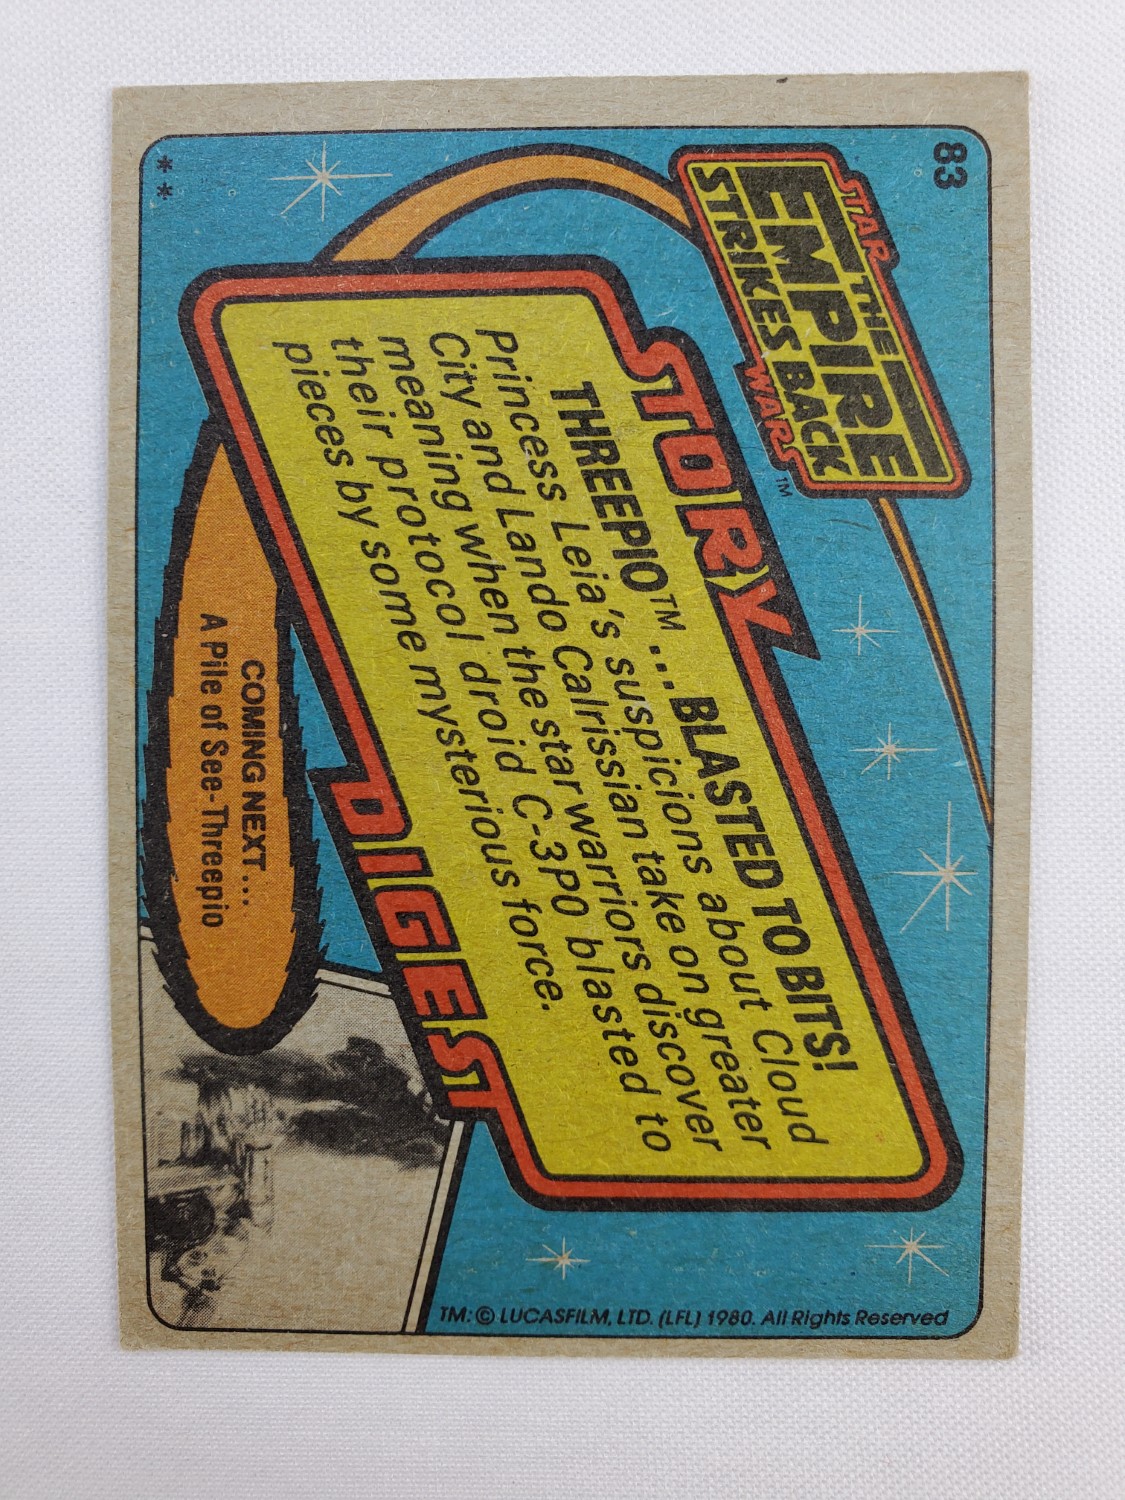 83
STAR
THE
EMPIRE
STRIKES BACK
WARS™
STORY
THREEPIO™ ... BLASTED TO BITS!
Princess Leia's suspicions about Cloud
City and Lando Calrissian take on greater
meaning when the star warriors discover
their protocol droid C-3PO blasted to
pieces by some mysterious force.
DIGEST
COMING NEXT...
A Pile of See-Threepio
**
TM: © LUCASFILM, LTD. (LFL) 1980. All Rights Reserved